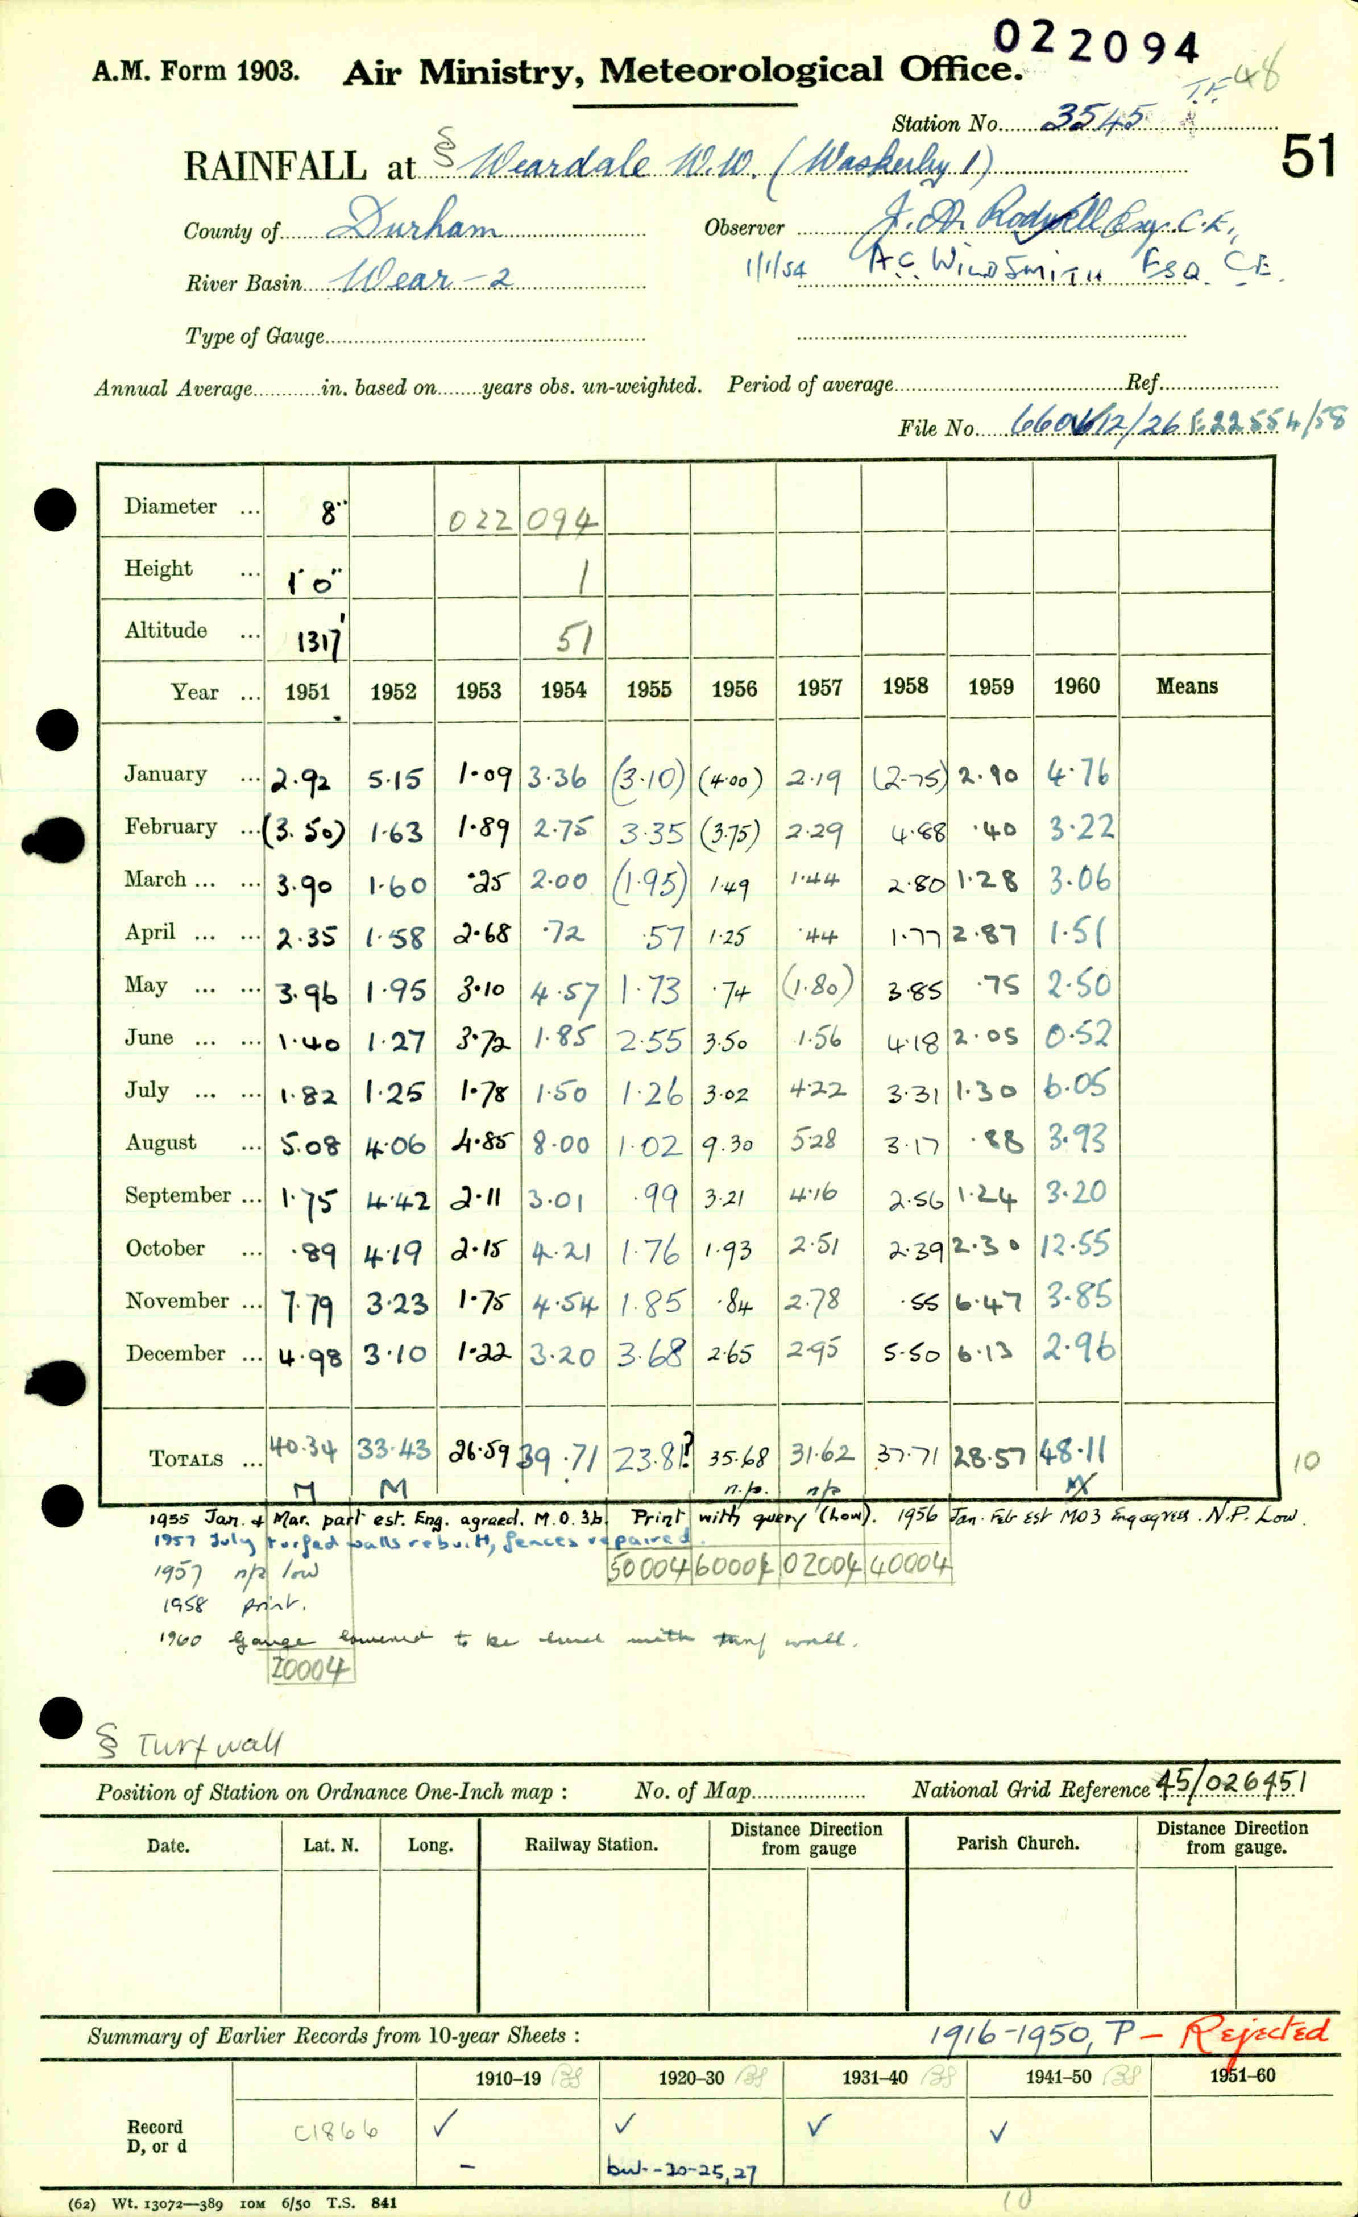 022094
A.M. Form 1903. Air Ministry, Meteorological Office. 48
T.F.
Station No. 3545
51
RAINFALL at § Weardale W.W. (Waskerley 1)
County of Durham Observer J. A. Rodwell Esq. C.E.,
River Basin Wear-2 1/1/54 A.C. WILDSMITH ESQ. C.E.
Type of Gauge
Annual Average in. based on years obs. un-weighted. Period of average Ref.
File No. E22554/58
Diameter ... 8" 022 094
Height ... 1'0" 1
Altitude ... 1317' 51
Year ... 1951 1952 1953 1954 1955 1956 1957 1958 1959 1960 Means
January ... 2.92 5.15 1.09 3.36 (3.10) (4.00) 2.19 (2.75) 2.90 4.76
February ... (3.50) 1.63 1.89 2.75 3.35 (3.75) 2.29 4.88 .40 3.22
March ... ... 3.90 1.60 .25 2.00 (1.95) 1.49 1.44 2.80 1.28 3.06
April ... ... 2.35 1.58 2.68 .72 .57 1.25 .44 1.77 2.87 1.51
May ... ... 3.96 1.95 3.10 4.57 1.73 .74 (1.80) 3.85 .75 2.50
June ... ... 1.40 1.27 3.72 1.85 2.55 3.50 1.56 4.18 2.05 0.52
July ... ... 1.82 1.25 1.78 1.50 1.26 3.02 4.22 3.31 1.30 6.05
August ... 5.08 4.06 4.85 8.00 1.02 9.30 5.28 3.17 .88 3.93
September ... 1.75 4.42 2.11 3.01 .99 3.21 4.16 2.56 1.24 3.20
October ... .89 4.19 2.15 4.21 1.76 1.93 2.51 2.39 2.30 12.55
November ... 7.79 3.23 1.75 4.54 1.85 .84 2.78 .55 6.47 3.85
December ... 4.98 3.10 1.22 3.20 3.68 2.65 2.95 5.50 6.13 2.96
TOTALS ... 40.34 33.43 26.59 39.71 23.81? 35.68 31.62 37.71 28.57 48.11 10
M M n.p. n/p
1955 Jan. & Mar. part est. Eng. agreed. M.O.3b. Print with query (Low). 1956 Jan. Feb est MO3 Eng agrees. N.P. Low.
1957 July turfed walls rebuilt, fences repaired.
1957 n/p low 50004 60004 02004 40004
1958 print.
1960 Gauge lowered to be level with turf wall.
20004
§ Turf wall
Position of Station on Ordnance One-Inch map : No. of Map National Grid Reference 45/026451
Date. Lat. N. Long. Railway Station. Distance Direction from gauge Parish Church. Distance Direction from gauge.
Summary of Earlier Records from 10-year Sheets : 1916-1950, P - Rejected
1910–19 1920–30 1931–40 1941–50 1951–60
Record D, or d C1866 ✓ ✓ ✓ ✓
– but -20-25,27
(62) Wt. 13072—389 10M 6/50 T.S. 841 10